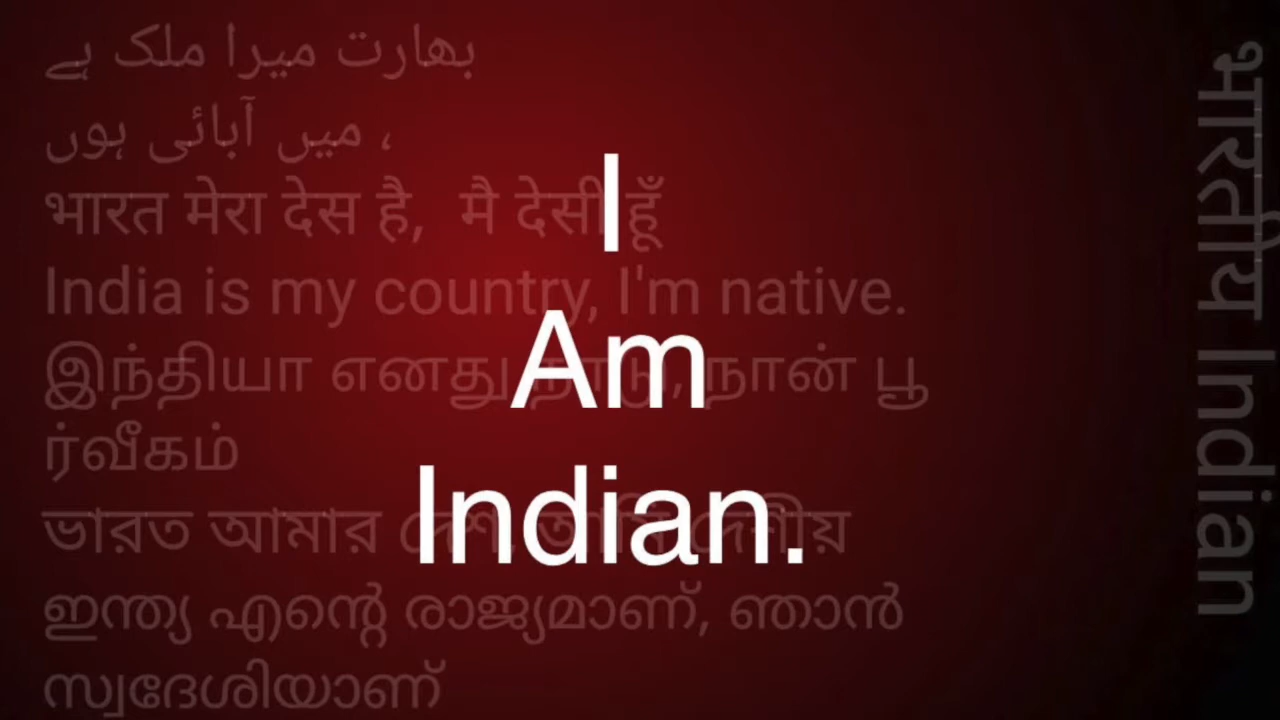 بھارت میرا ملک ہے
، میں آبائی ہوں
भारत मेरा देस है, मै देसी हूँ
India is my country, I'm native.
இந்தியா எனது நாடு, நான் பூ
ர்வீகம்
ভারত আমার দেশ, আমি দেশীয়
ഇന്ത്യ എന്റെ രാജ്യമാണ്, ഞാൻ
സ്വദേശിയാണ്
I
Am
Indian.
भारतीय Indian